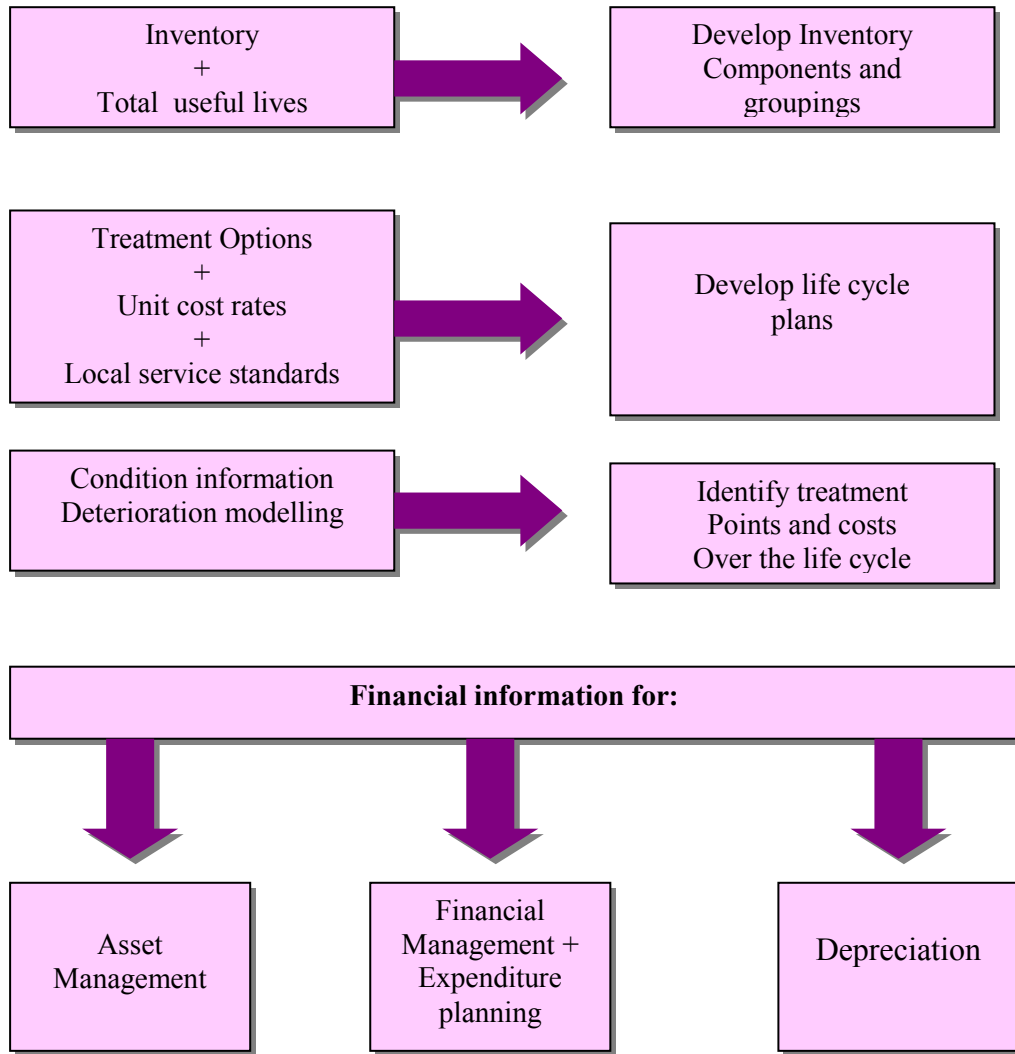 Inventory
+
Total useful lives
Develop Inventory
Components and
groupings
Treatment Options
+
Unit cost rates
+
Local service standards
Develop life cycle
plans
Condition information
Deterioration modelling
Identify treatment
Points and costs
Over the life cycle
Financial information for:
Asset
Management
Financial
Management +
Expenditure
planning
Depreciation